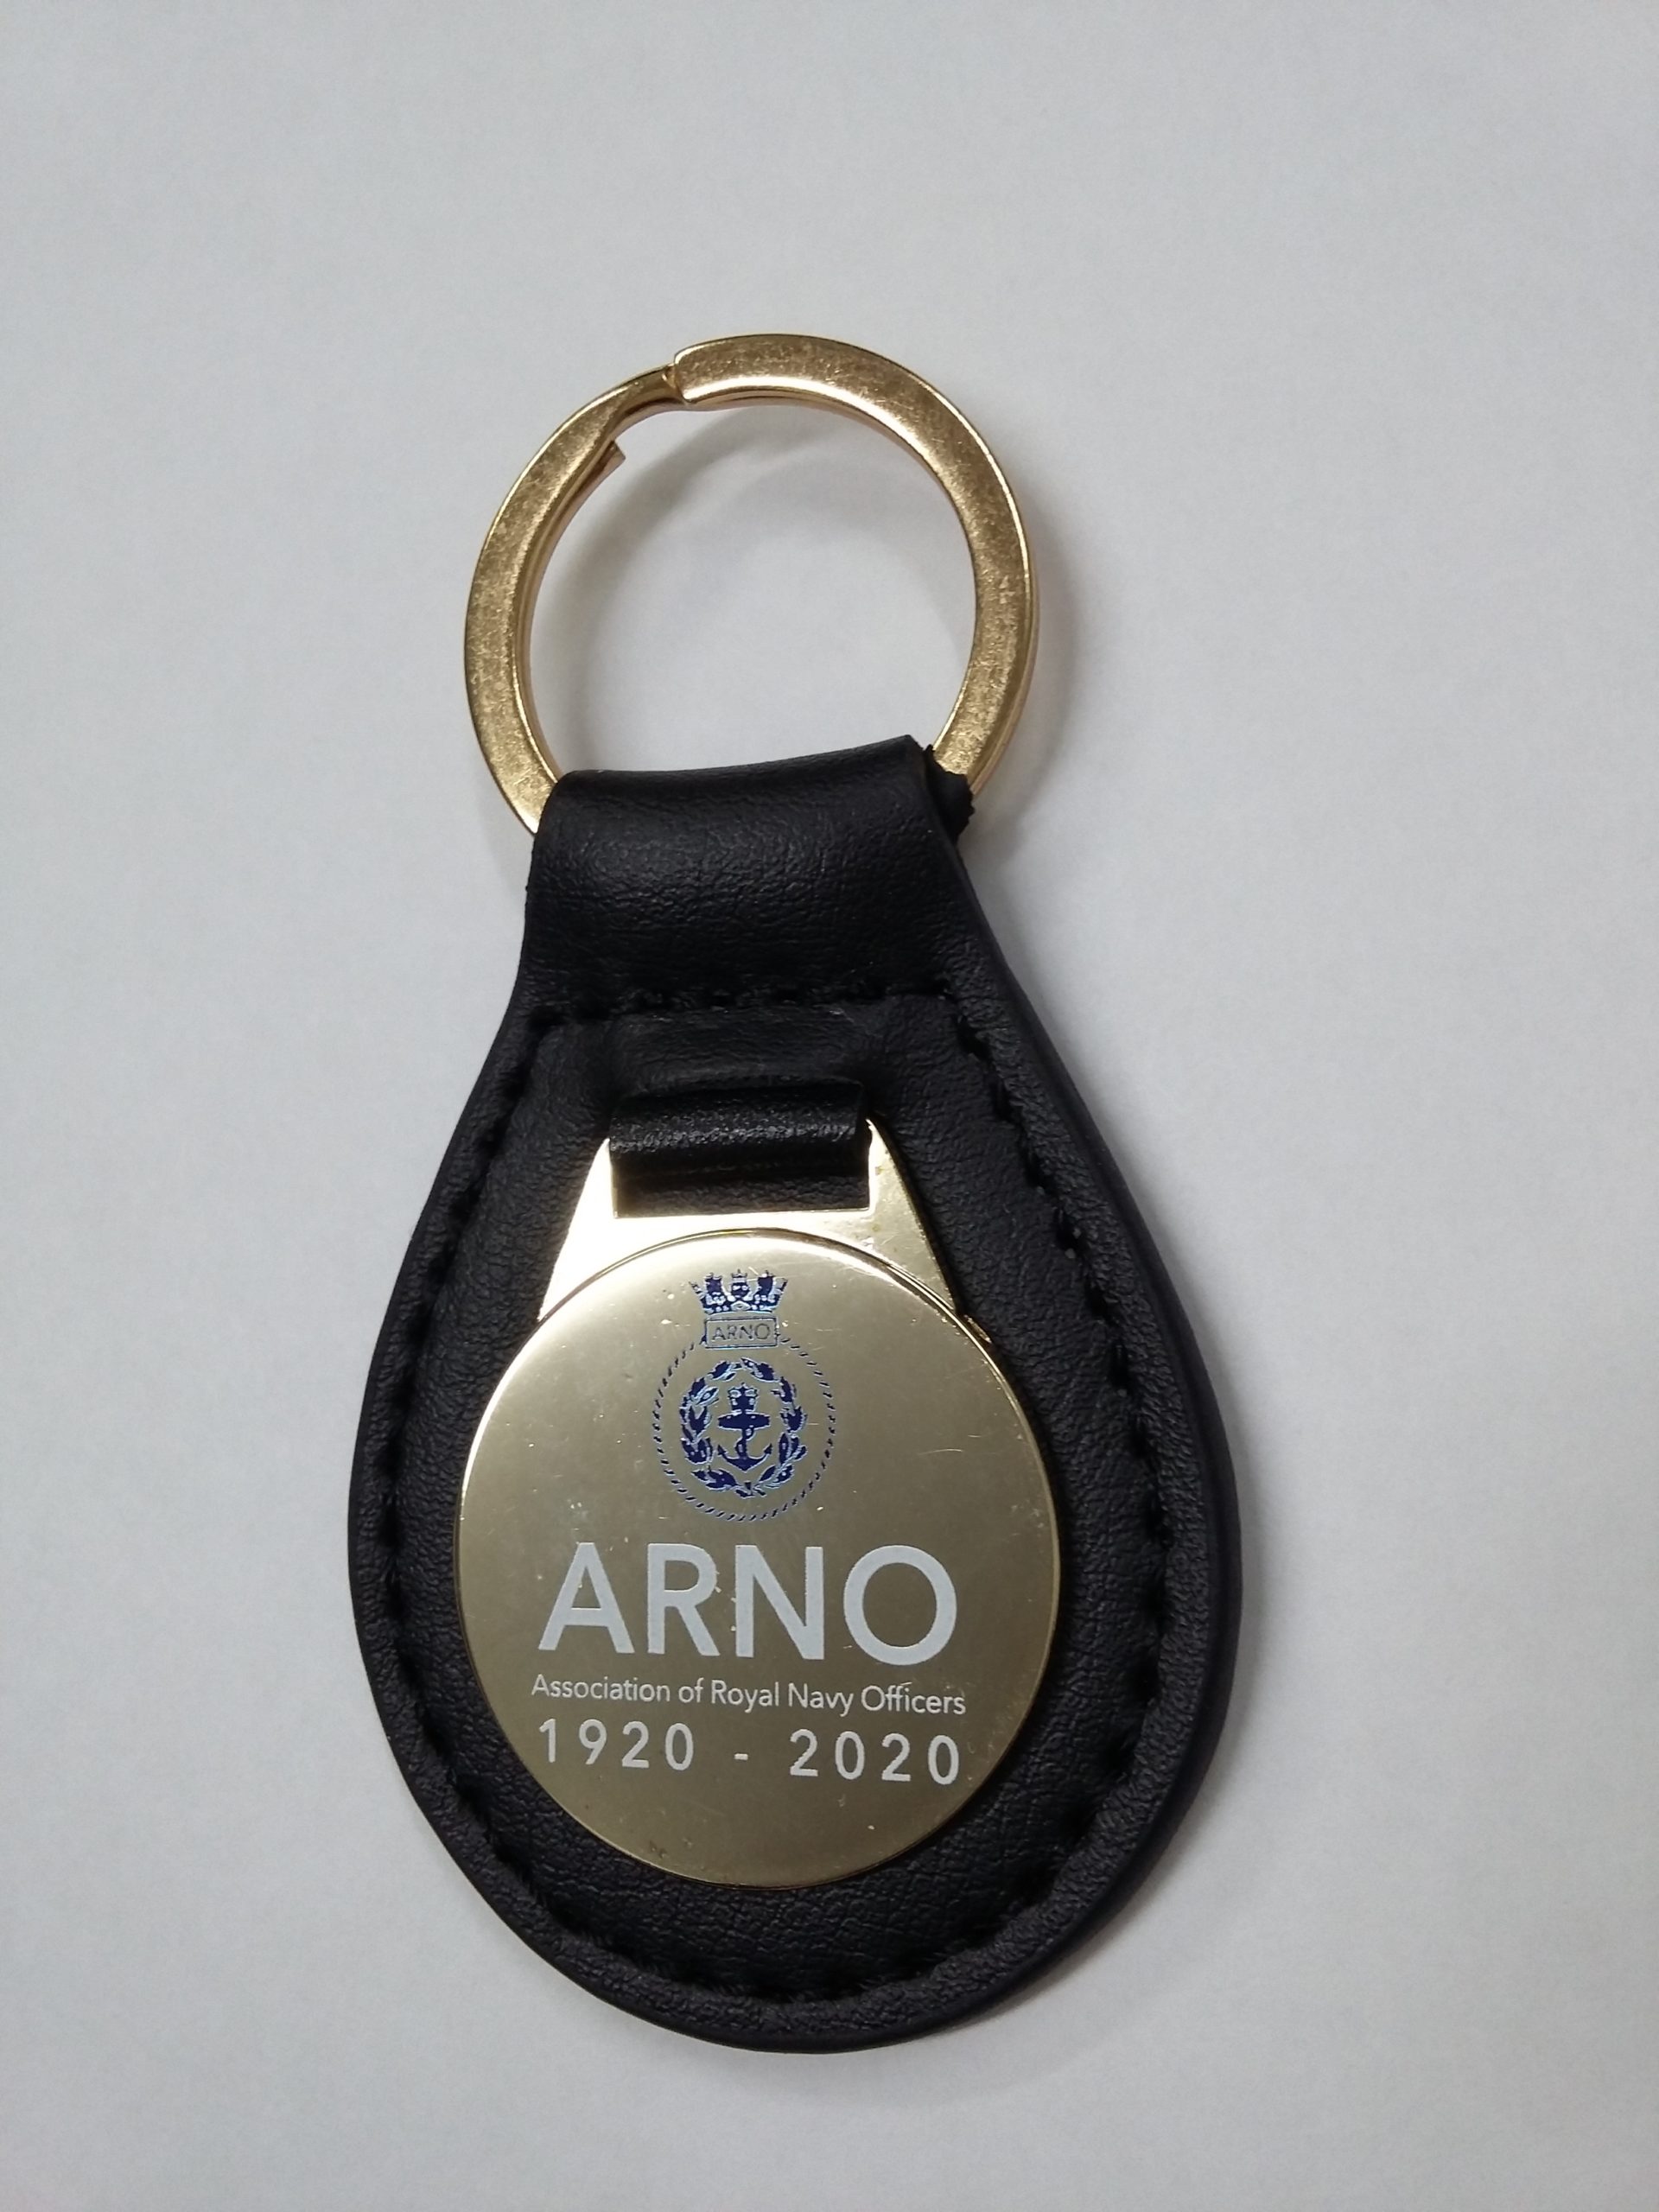 ARNO
ARNO
Association of Royal Navy Officers
1920 - 2020